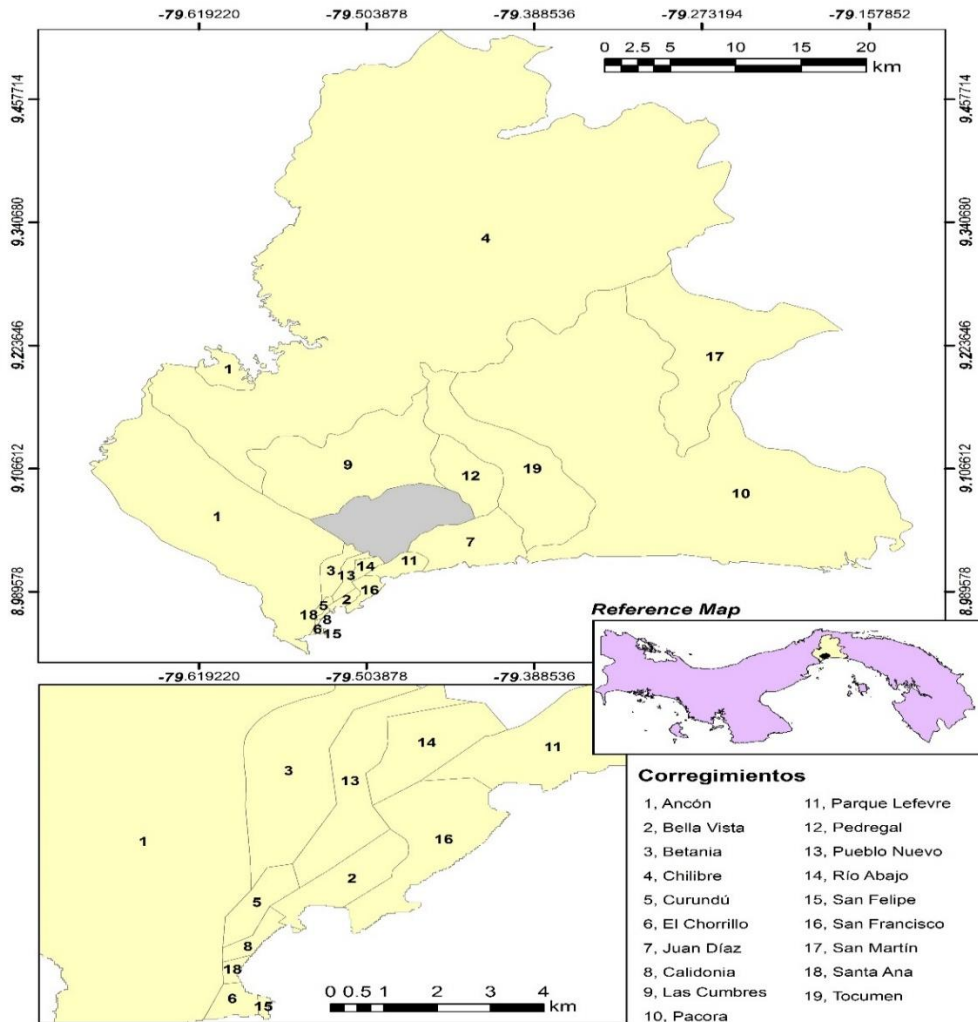 -79.619220 -79.503878 -79.388536 -79.273194 -79.157852
0 2.5 5 10 15 20
km
9.457714 9.457714
9.340680 9.340680
9.223646 9.223646
9.106612 9.106612
8.989578 8.989578
4
17
1
9
12
19
10
1
7
11
14
3
13
16
2
5
18
8
6
15
Reference Map
-79.619220 -79.503878 -79.388536
14
11
3
13
1
16
2
5
8
18
6
15
0 0.5 1 2 3 4
km
Corregimientos
1, Ancón
2, Bella Vista
3, Betania
4, Chilibre
5, Curundú
6, El Chorrillo
7, Juan Díaz
8, Calidonia
9, Las Cumbres
10, Pacora
11, Parque Lefevre
12, Pedregal
13, Pueblo Nuevo
14, Río Abajo
15, San Felipe
16, San Francisco
17, San Martín
18, Santa Ana
19, Tocumen